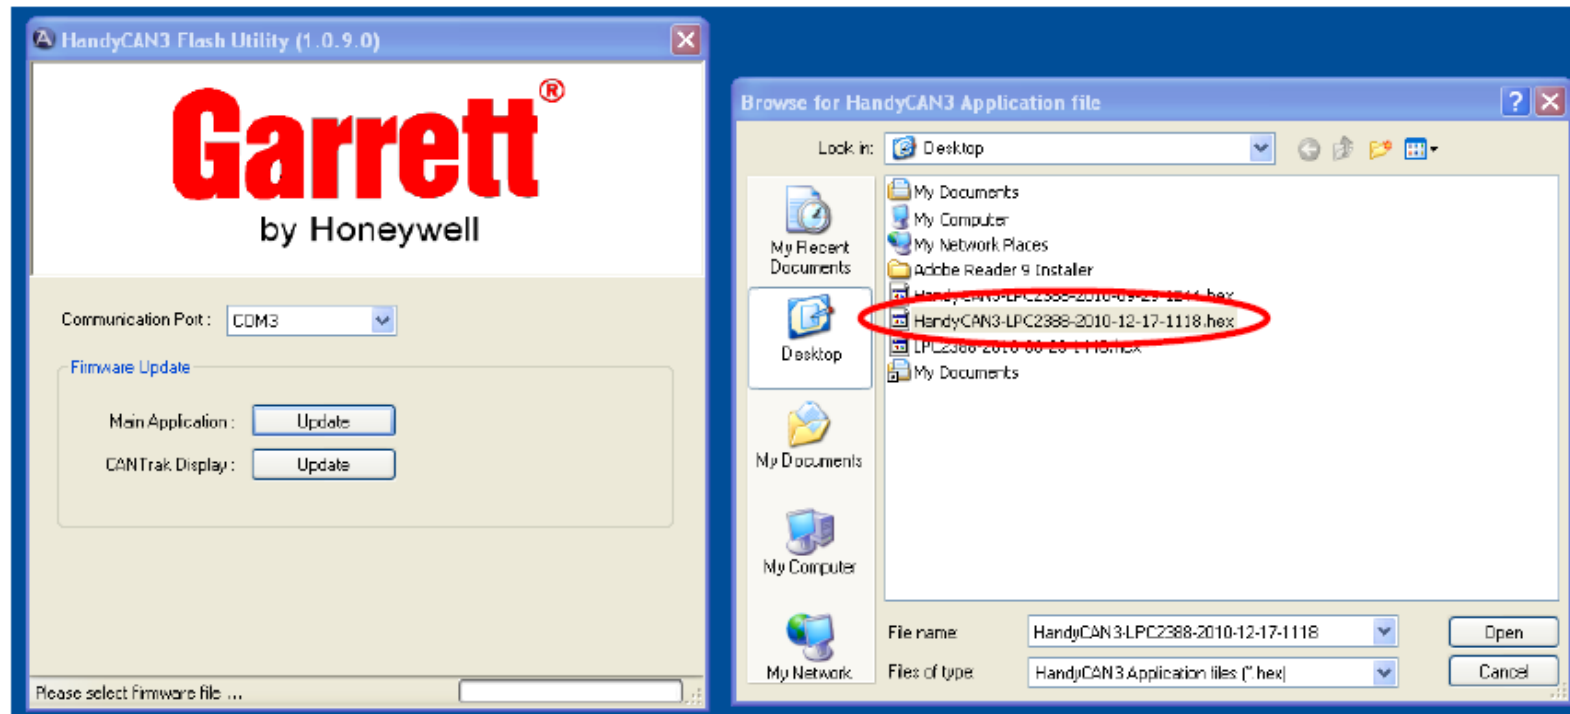 HandyCAN3 Flash Utility (1.0.9.0)
Garrett®
by Honeywell
Communication Port : COM3
Firmware Update
Main Application : Update
CANTrak Display : Update
Please select firmware file ...
Browse for HandyCAN3 Application file
Look in: Desktop
My Recent
Documents
Desktop
My Documents
My Computer
My Network
My Documents
My Computer
My Network Places
Adobe Reader 9 Installer
HandyCAN3-LPC2388-2010-12-17-1118.hex
My Documents
File name: HandyCAN3-LPC2388-2010-12-17-1118 Open
Files of type: HandyCAN3 Application files (*.hex) Cancel